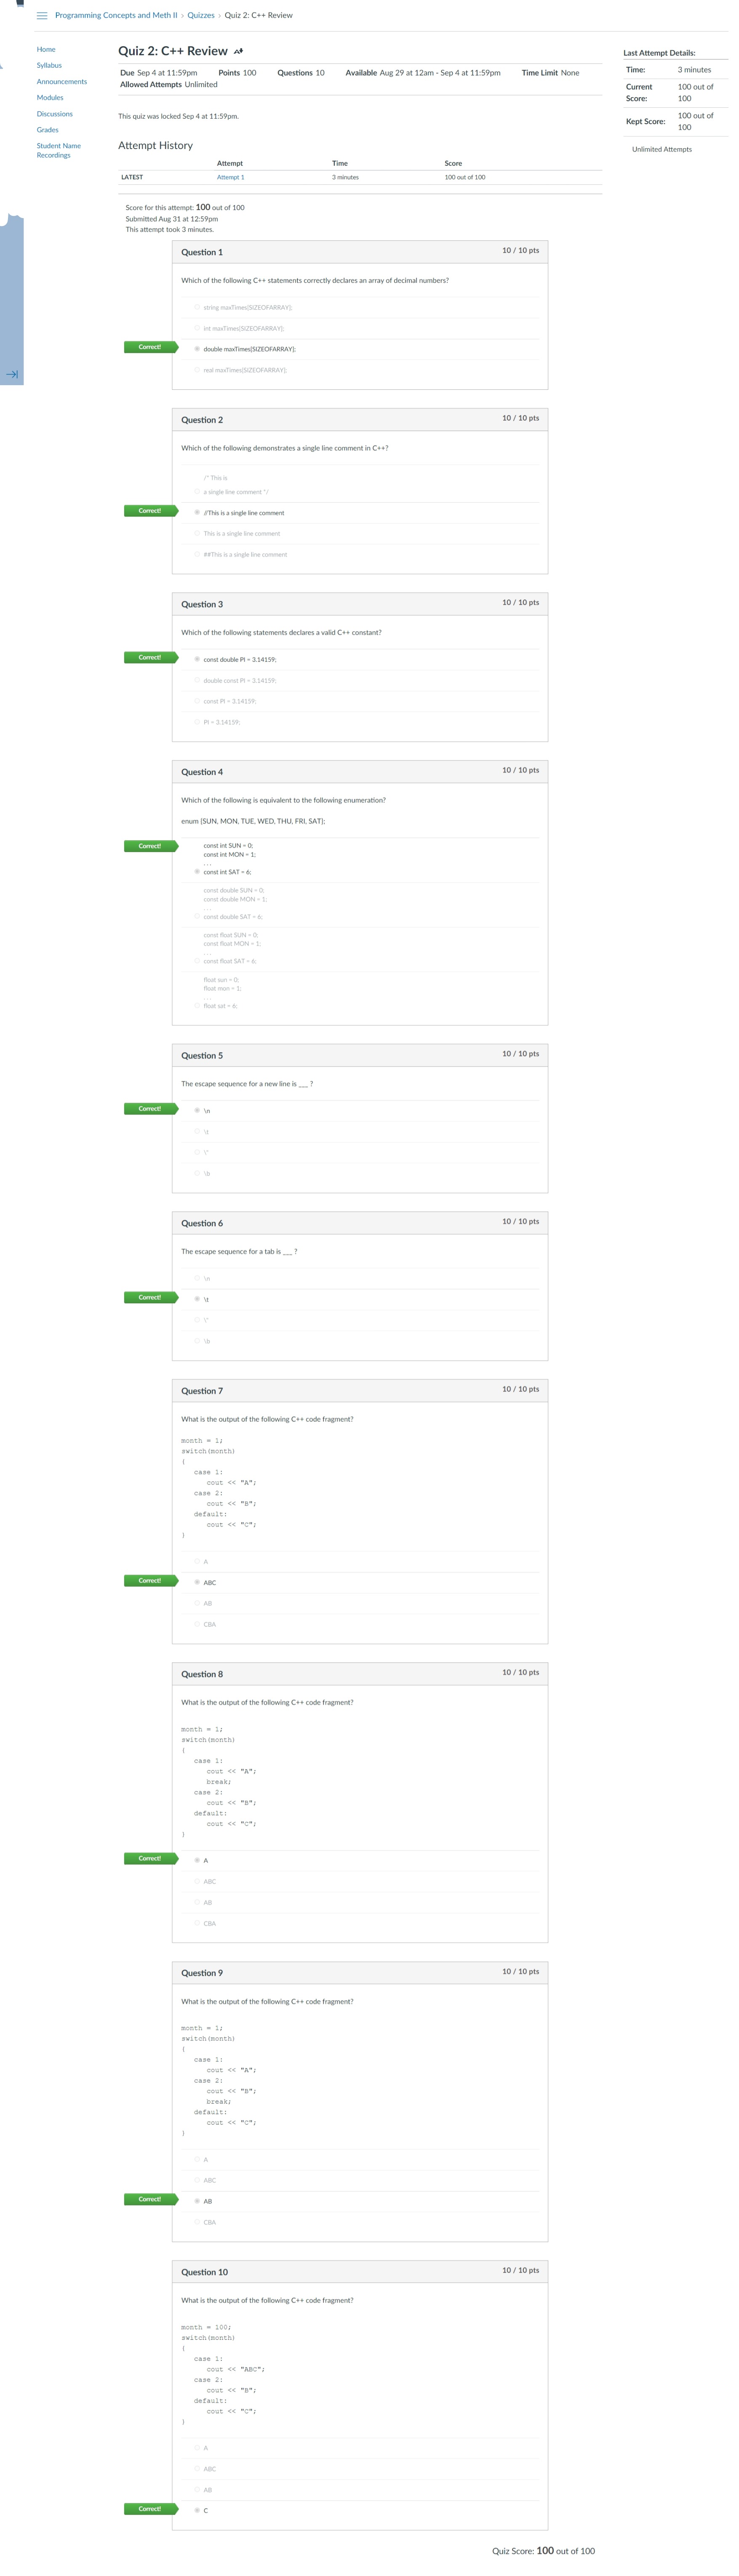 Programming Concepts and Meth II › Quizzes › Quiz 2: C++ Review
Home
Syllabus
Announcements
Modules
Discussions
Grades
Student Name
Recordings
Quiz 2: C++ Review
Due Sep 4 at 11:59pm Points 100 Questions 10 Available Aug 29 at 12am - Sep 4 at 11:59pm Time Limit None
Allowed Attempts Unlimited
This quiz was locked Sep 4 at 11:59pm.
Attempt History
Attempt Time Score
LATEST Attempt 1 3 minutes 100 out of 100
Last Attempt Details:
Time: 3 minutes
Current Score: 100 out of 100
Kept Score: 100 out of 100
Unlimited Attempts
Score for this attempt: 100 out of 100
Submitted Aug 31 at 12:59pm
This attempt took 3 minutes.
Question 1 10 / 10 pts
Which of the following C++ statements correctly declares an array of decimal numbers?
string maxTimes[SIZEOFARRAY];
int maxTimes[SIZEOFARRAY];
Correct! double maxTimes[SIZEOFARRAY];
real maxTimes[SIZEOFARRAY];
Question 2 10 / 10 pts
Which of the following demonstrates a single line comment in C++?
/* This is
a single line comment */
Correct! //This is a single line comment
This is a single line comment
##This is a single line comment
Question 3 10 / 10 pts
Which of the following statements declares a valid C++ constant?
Correct! const double PI = 3.14159;
double const PI = 3.14159;
const PI = 3.14159;
PI = 3.14159;
Question 4 10 / 10 pts
Which of the following is equivalent to the following enumeration?
enum {SUN, MON, TUE, WED, THU, FRI, SAT};
Correct! const int SUN = 0;
const int MON = 1;
. . .
const int SAT = 6;
const double SUN = 0;
const double MON = 1;
. . .
const double SAT = 6;
const float SUN = 0;
const float MON = 1;
. . .
const float SAT = 6;
float sun = 0;
float mon = 1;
. . .
float sat = 6;
Question 5 10 / 10 pts
The escape sequence for a new line is ___ ?
Correct! \n
\t
\"
\b
Question 6 10 / 10 pts
The escape sequence for a tab is ___ ?
\n
Correct! \t
\"
\b
Question 7 10 / 10 pts
What is the output of the following C++ code fragment?
month = 1;
switch(month)
{
case 1:
cout << "A";
case 2:
cout << "B";
default:
cout << "C";
}
A
Correct! ABC
AB
CBA
Question 8 10 / 10 pts
What is the output of the following C++ code fragment?
month = 1;
switch(month)
{
case 1:
cout << "A";
break;
case 2:
cout << "B";
default:
cout << "C";
}
Correct! A
ABC
AB
CBA
Question 9 10 / 10 pts
What is the output of the following C++ code fragment?
month = 1;
switch(month)
{
case 1:
cout << "A";
case 2:
cout << "B";
break;
default:
cout << "C";
}
A
ABC
Correct! AB
CBA
Question 10 10 / 10 pts
What is the output of the following C++ code fragment?
month = 100;
switch(month)
{
case 1:
cout << "ABC";
case 2:
cout << "B";
default:
cout << "C";
}
A
ABC
AB
Correct! C
Quiz Score: 100 out of 100